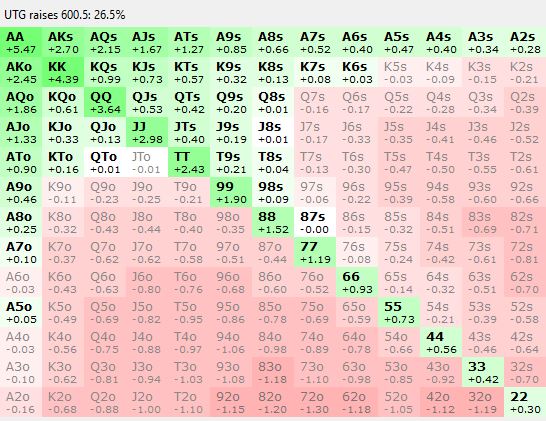 UTG raises 600.5: 26.5%
AA AKs AQs AJs ATs A9s A8s A7s A6s A5s A4s A3s A2s
+5.47 +2.70 +2.15 +1.67 +1.27 +0.85 +0.66 +0.52 +0.40 +0.47 +0.40 +0.34 +0.28
AKo KK KQs KJs KTs K9s K8s K7s K6s K5s K4s K3s K2s
+2.45 +4.39 +0.99 +0.73 +0.57 +0.32 +0.13 +0.08 +0.03 -0.03 -0.09 -0.15 -0.21
AQo KQo QQ QJs QTs Q9s Q8s Q7s Q6s Q5s Q4s Q3s Q2s
+1.86 +0.61 +3.64 +0.53 +0.42 +0.20 +0.01 -0.16 -0.17 -0.22 -0.28 -0.34 -0.39
AJo KJo QJo JJ JTs J9s J8s J7s J6s J5s J4s J3s J2s
+1.33 +0.33 +0.13 +2.98 +0.40 +0.19 +0.01 -0.17 -0.33 -0.35 -0.41 -0.46 -0.52
ATo KTo QTo JTo TT T9s T8s T7s T6s T5s T4s T3s T2s
+0.90 +0.16 +0.01 -0.01 +2.43 +0.21 +0.04 -0.13 -0.30 -0.47 -0.50 -0.55 -0.61
A9o K9o Q9o J9o T9o 99 98s 97s 96s 95s 94s 93s 92s
+0.46 -0.11 -0.23 -0.25 -0.21 +1.90 +0.09 -0.06 -0.22 -0.39 -0.58 -0.60 -0.66
A8o K8o Q8o J8o T8o 98o 88 87s 86s 85s 84s 83s 82s
+0.25 -0.32 -0.43 -0.44 -0.40 -0.35 +1.52 -0.00 -0.15 -0.32 -0.51 -0.69 -0.71
A7o K7o Q7o J7o T7o 97o 87o 77 76s 75s 74s 73s 72s
+0.10 -0.37 -0.62 -0.62 -0.58 -0.51 -0.44 +1.19 -0.08 -0.24 -0.42 -0.61 -0.81
A6o K6o Q6o J6o T6o 96o 86o 76o 66 65s 64s 63s 62s
-0.03 -0.43 -0.63 -0.80 -0.76 -0.68 -0.60 -0.52 +0.93 -0.14 -0.32 -0.51 -0.70
A5o K5o Q5o J5o T5o 95o 85o 75o 65o 55 54s 53s 52s
+0.05 -0.49 -0.69 -0.82 -0.95 -0.86 -0.78 -0.69 -0.59 +0.73 -0.21 -0.39 -0.58
A4o K4o Q4o J4o T4o 94o 84o 74o 64o 54o 44 43s 42s
-0.03 -0.56 -0.75 -0.88 -0.97 -1.06 -0.98 -0.89 -0.78 -0.66 +0.56 -0.46 -0.64
A3o K3o Q3o J3o T3o 93o 83o 73o 63o 53o 43o 33 32s
-0.10 -0.62 -0.81 -0.94 -1.03 -1.08 -1.18 -1.10 -0.98 -0.85 -0.92 +0.42 -0.70
A2o K2o Q2o J2o T2o 92o 82o 72o 62o 52o 42o 32o 22
-0.16 -0.68 -0.88 -1.00 -1.10 -1.15 -1.20 -1.30 -1.18 -1.05 -1.12 -1.19 +0.30